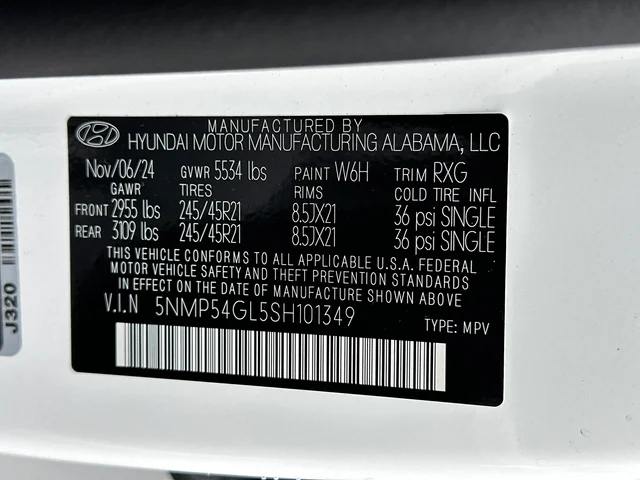 MANUFACTURED BY
HYUNDAI MOTOR MANUFACTURING ALABAMA, LLC
Nov/06/24 GVWR 5534 lbs PAINT W6H TRIM RXG
GAWR TIRES RIMS COLD TIRE INFL
FRONT 2955 lbs 245/45R21 8.5JX21 36 psi SINGLE
REAR 3109 lbs 245/45R21 8.5JX21 36 psi SINGLE
THIS VEHICLE CONFORMS TO ALL APPLICABLE U.S.A. FEDERAL
MOTOR VEHICLE SAFETY AND THEFT PREVENTION STANDARDS
IN EFFECT ON THE DATE OF MANUFACTURE SHOWN ABOVE
V.I.N 5NMP54GL5SH101349 TYPE: MPV
J320